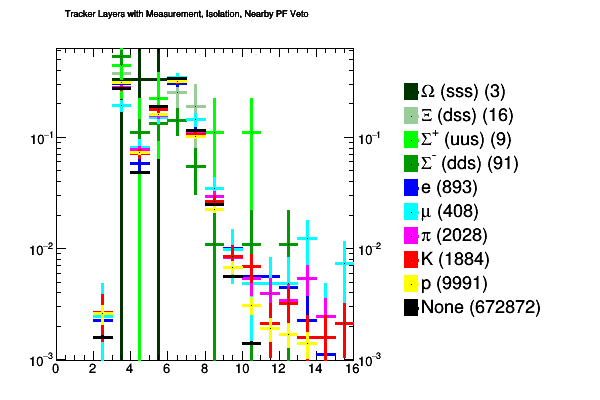 Tracker Layers with Measurement, Isolation, Nearby PF Veto
10⁻¹
10⁻²
10⁻³
10⁻¹
10⁻²
10⁻³
0 2 4 6 8 10 12 14 16
Ω (sss) (3)
Ξ (dss) (16)
Σ⁺ (uus) (9)
Σ⁻ (dds) (91)
e (893)
μ (408)
π (2028)
K (1884)
p (9991)
None (672872)